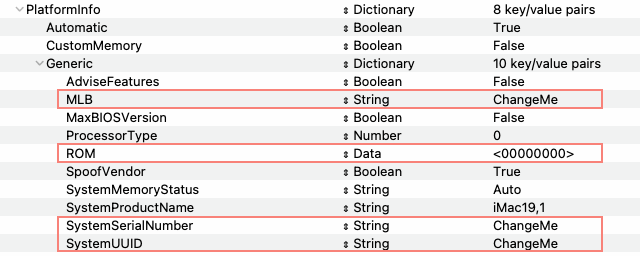 PlatformInfo Dictionary 8 key/value pairs
Automatic Boolean True
CustomMemory Boolean False
Generic Dictionary 10 key/value pairs
AdviseFeatures Boolean False
MLB String ChangeMe
MaxBIOSVersion Boolean False
ProcessorType Number 0
ROM Data <00000000>
SpoofVendor Boolean True
SystemMemoryStatus String Auto
SystemProductName String iMac19,1
SystemSerialNumber String ChangeMe
SystemUUID String ChangeMe